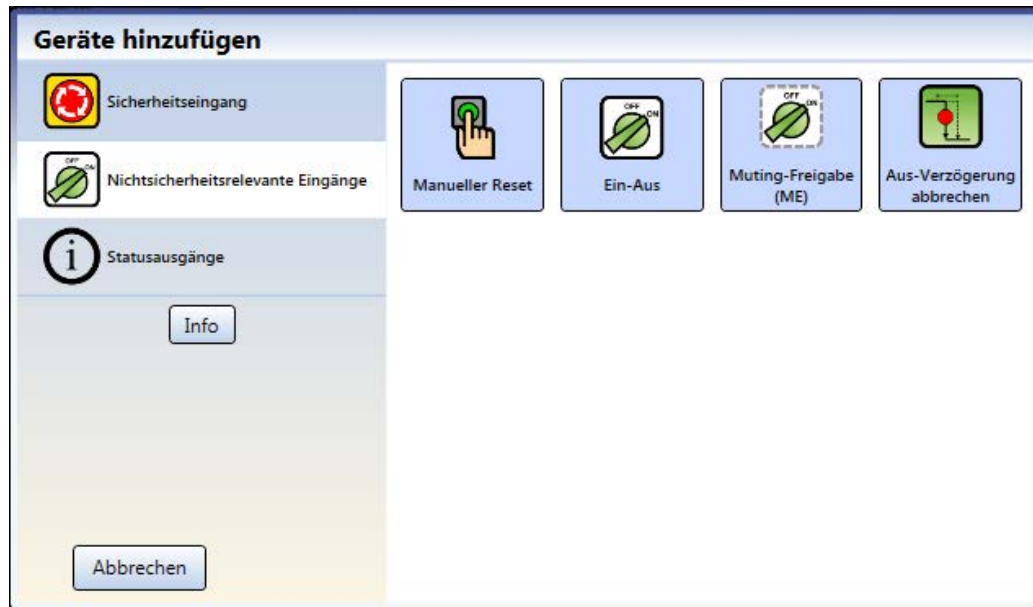 Geräte hinzufügen
Sicherheitseingang
OFF
ON
Nichtsicherheitsrelevante Eingänge
i
Statusausgänge
Info
Abbrechen
Manueller Reset
OFF
ON
Ein-Aus
OFF
ON
Muting-Freigabe
(ME)
Aus-Verzögerung
abbrechen